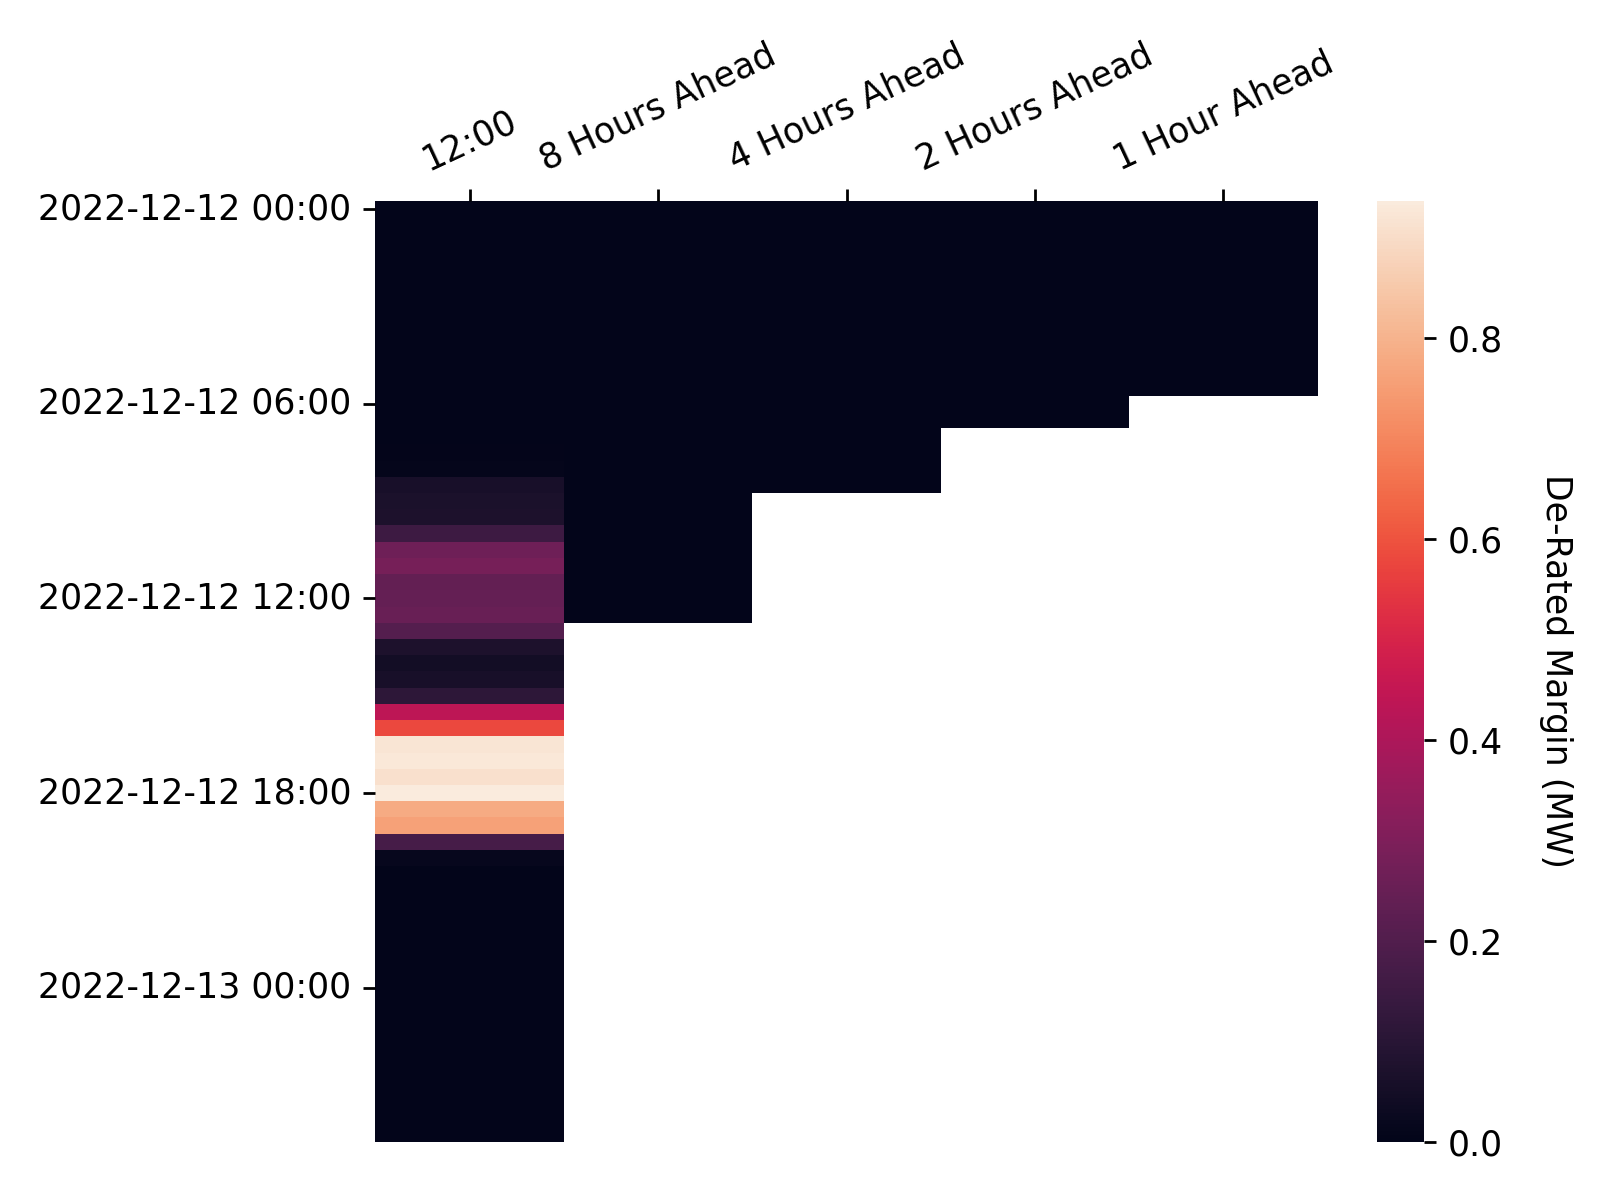 12:00
8 Hours Ahead
4 Hours Ahead
2 Hours Ahead
1 Hour Ahead
2022-12-12 00:00
2022-12-12 06:00
2022-12-12 12:00
2022-12-12 18:00
2022-12-13 00:00
0.8
0.6
0.4
0.2
0.0
De-Rated Margin (MW)